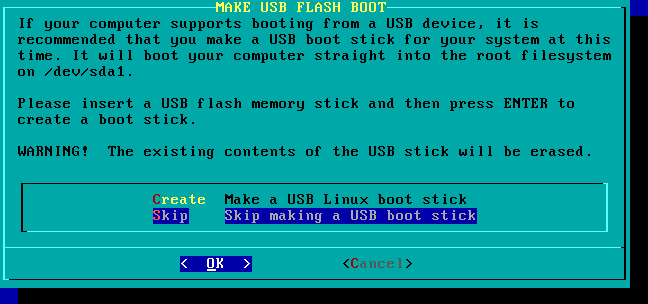 MAKE USB FLASH BOOT
If your computer supports booting from a USB device, it is
recommended that you make a USB boot stick for your system at this
time. It will boot your computer straight into the root filesystem
on /dev/sda1.
Please insert a USB flash memory stick and then press ENTER to
create a boot stick.
WARNING!  The existing contents of the USB stick will be erased.
Create  Make a USB Linux boot stick
Skip  Skip making a USB boot stick
< OK > <Cancel>